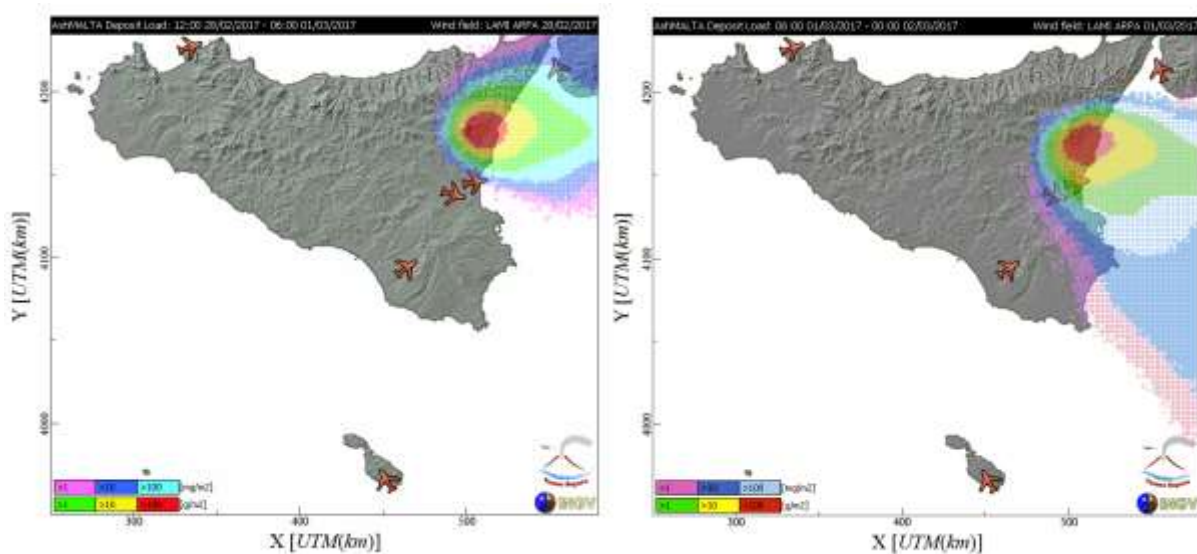 AshMALTA Deposit Load: 12:00 28/02/2017 - 06:00 01/03/2017 Wind field: LAMI ARPA 28/02/2017
4200
4100
4000
Y [UTM(km)]
>1 >10 >100 [mg/m2]
>1 >10 >100 [g/m2]
INGV
300 400 500
X [UTM(km)]
AshMALTA Deposit Load: 06:00 01/03/2017 - 00:00 02/03/2017 Wind field: LAMI ARPA 01/03/2017
4200
4100
4000
Y [UTM(km)]
>1 >10 >100 [mg/m2]
>1 >10 >100 [g/m2]
INGV
300 400 500
X [UTM(km)]